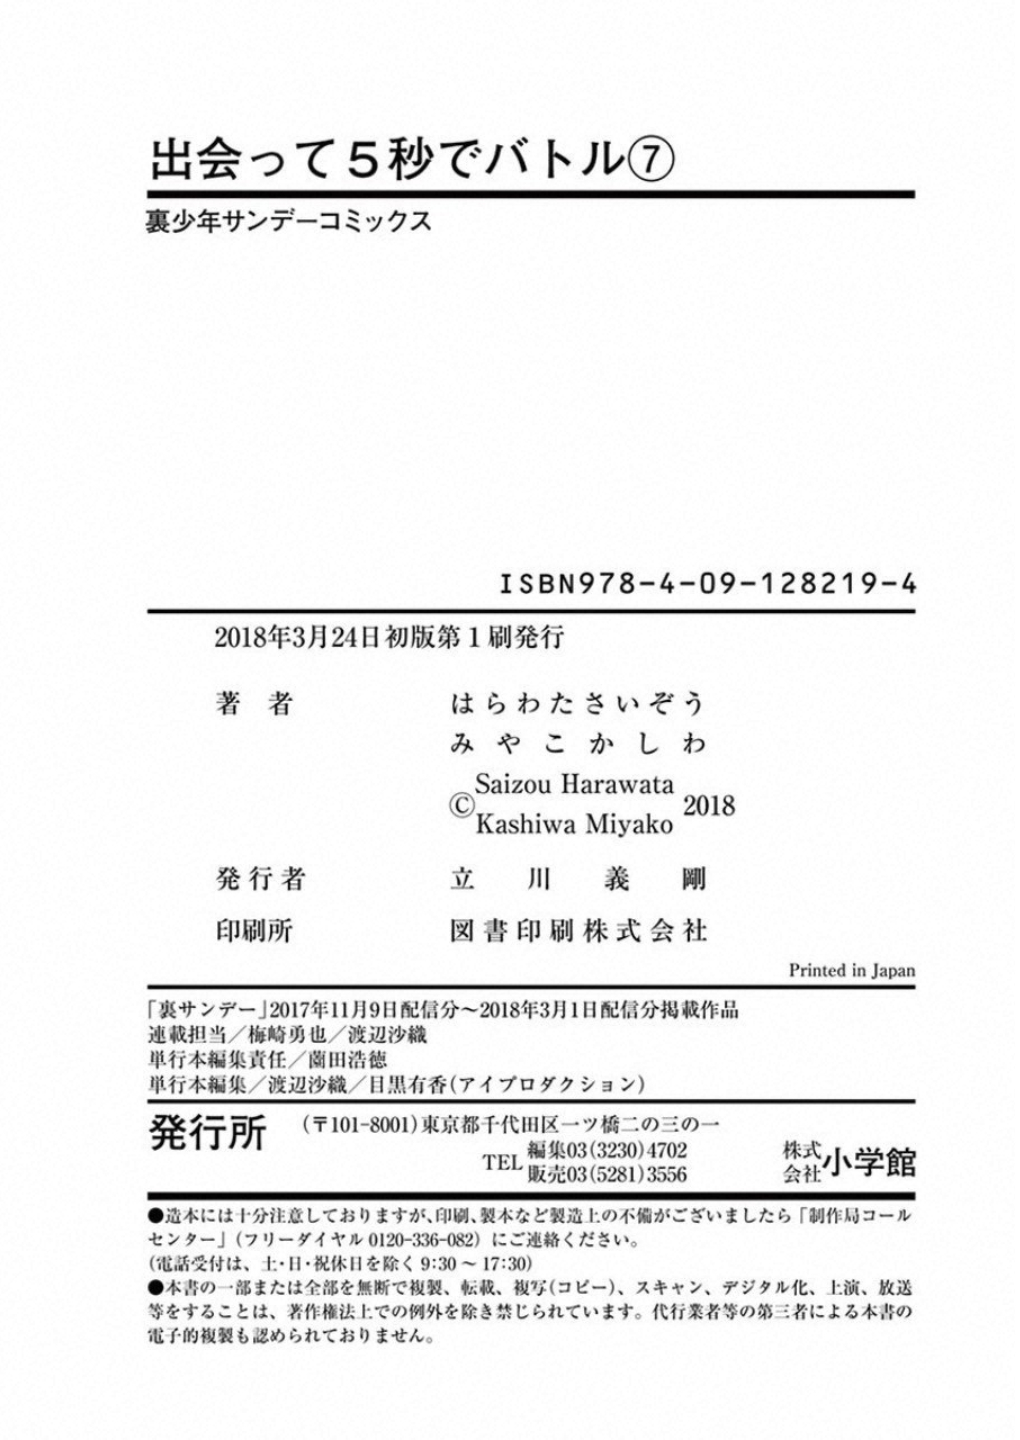 出会って5秒でバトル⑦
裏少年サンデーコミックス
ISBN978-4-09-128219-4
2018年3月24日初版第1刷発行
著者 はらわたさいぞう
みやこかしわ
©Saizou Harawata
Kashiwa Miyako 2018
発行者 立川義剛
印刷所 図書印刷株式会社
Printed in Japan
「裏サンデー」2017年11月9日配信分～2018年3月1日配信分掲載作品
連載担当／梅崎勇也／渡辺沙織
単行本編集責任／薗田浩徳
単行本編集／渡辺沙織／目黒有香(アイプロダクション)
発行所 (〒101-8001)東京都千代田区一ツ橋二の三の一
TEL 編集03(3230)4702
販売03(5281)3556
株式会社 小学館
●造本には十分注意しておりますが、印刷、製本など製造上の不備がございましたら「制作局コール
センター」(フリーダイヤル 0120-336-082) にご連絡ください。
(電話受付は、土・日・祝休日を除く 9:30 ～ 17:30)
●本書の一部または全部を無断で複製、転載、複写(コピー)、スキャン、デジタル化、上演、放送
等をすることは、著作権法上での例外を除き禁じられています。代行業者等の第三者による本書の
電子的複製も認められておりません。